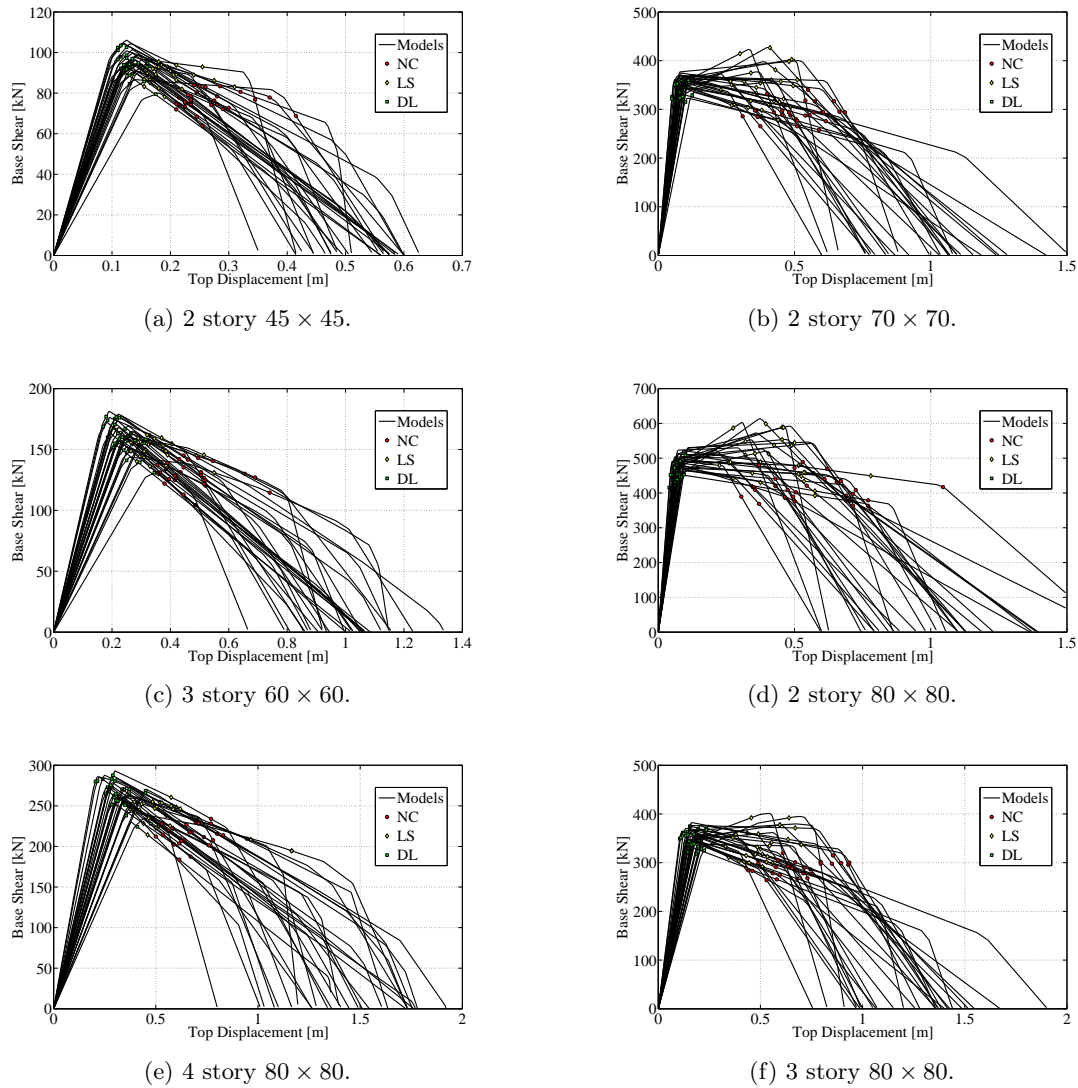 120
100
80
60
40
20
0
0 0.1 0.2 0.3 0.4 0.5 0.6 0.7
Base Shear [kN]
Top Displacement [m]
Models
NC
LS
DL
(a) 2 story 45 × 45.
500
400
300
200
100
0
0 0.5 1 1.5
Base Shear [kN]
Top Displacement [m]
Models
NC
LS
DL
(b) 2 story 70 × 70.
200
150
100
50
0
0 0.2 0.4 0.6 0.8 1 1.2 1.4
Base Shear [kN]
Top Displacement [m]
Models
NC
LS
DL
(c) 3 story 60 × 60.
700
600
500
400
300
200
100
0
0 0.5 1 1.5
Base Shear [kN]
Top Displacement [m]
Models
NC
LS
DL
(d) 2 story 80 × 80.
300
250
200
150
100
50
0
0 0.5 1 1.5 2
Base Shear [kN]
Top Displacement [m]
Models
NC
LS
DL
(e) 4 story 80 × 80.
500
400
300
200
100
0
0 0.5 1 1.5 2
Base Shear [kN]
Top Displacement [m]
Models
NC
LS
DL
(f) 3 story 80 × 80.